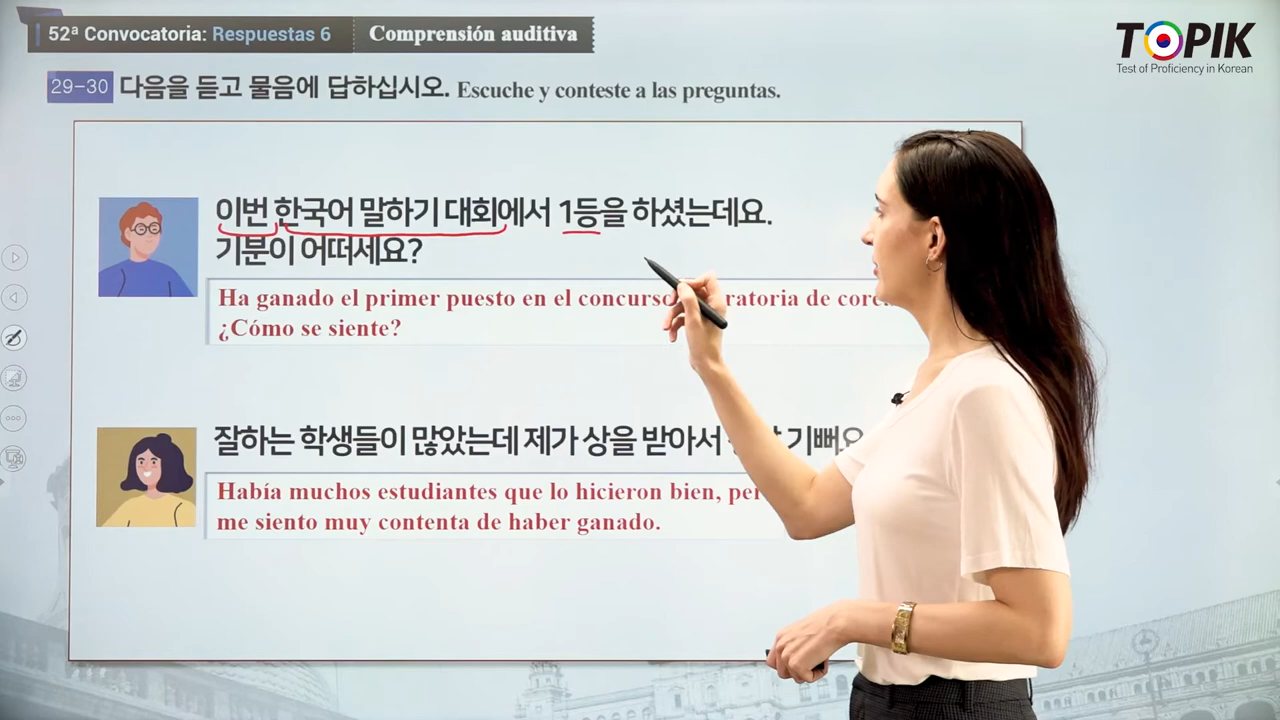 52ª Convocatoria: Respuestas 6 Comprensión auditiva
TOPIK
Test of Proficiency in Korean
29-30 다음을 듣고 물음에 답하십시오. Escuche y conteste a las preguntas.
이번 한국어 말하기 대회에서 1등을 하셨는데요.
기분이 어떠세요?
Ha ganado el primer puesto en el concurso oratoria de
¿Cómo se siente?
잘하는 학생들이 많았는데 제가 상을 받아서 기뻐요
Había muchos estudiantes que lo hicieron bien,
me siento muy contenta de haber ganado.